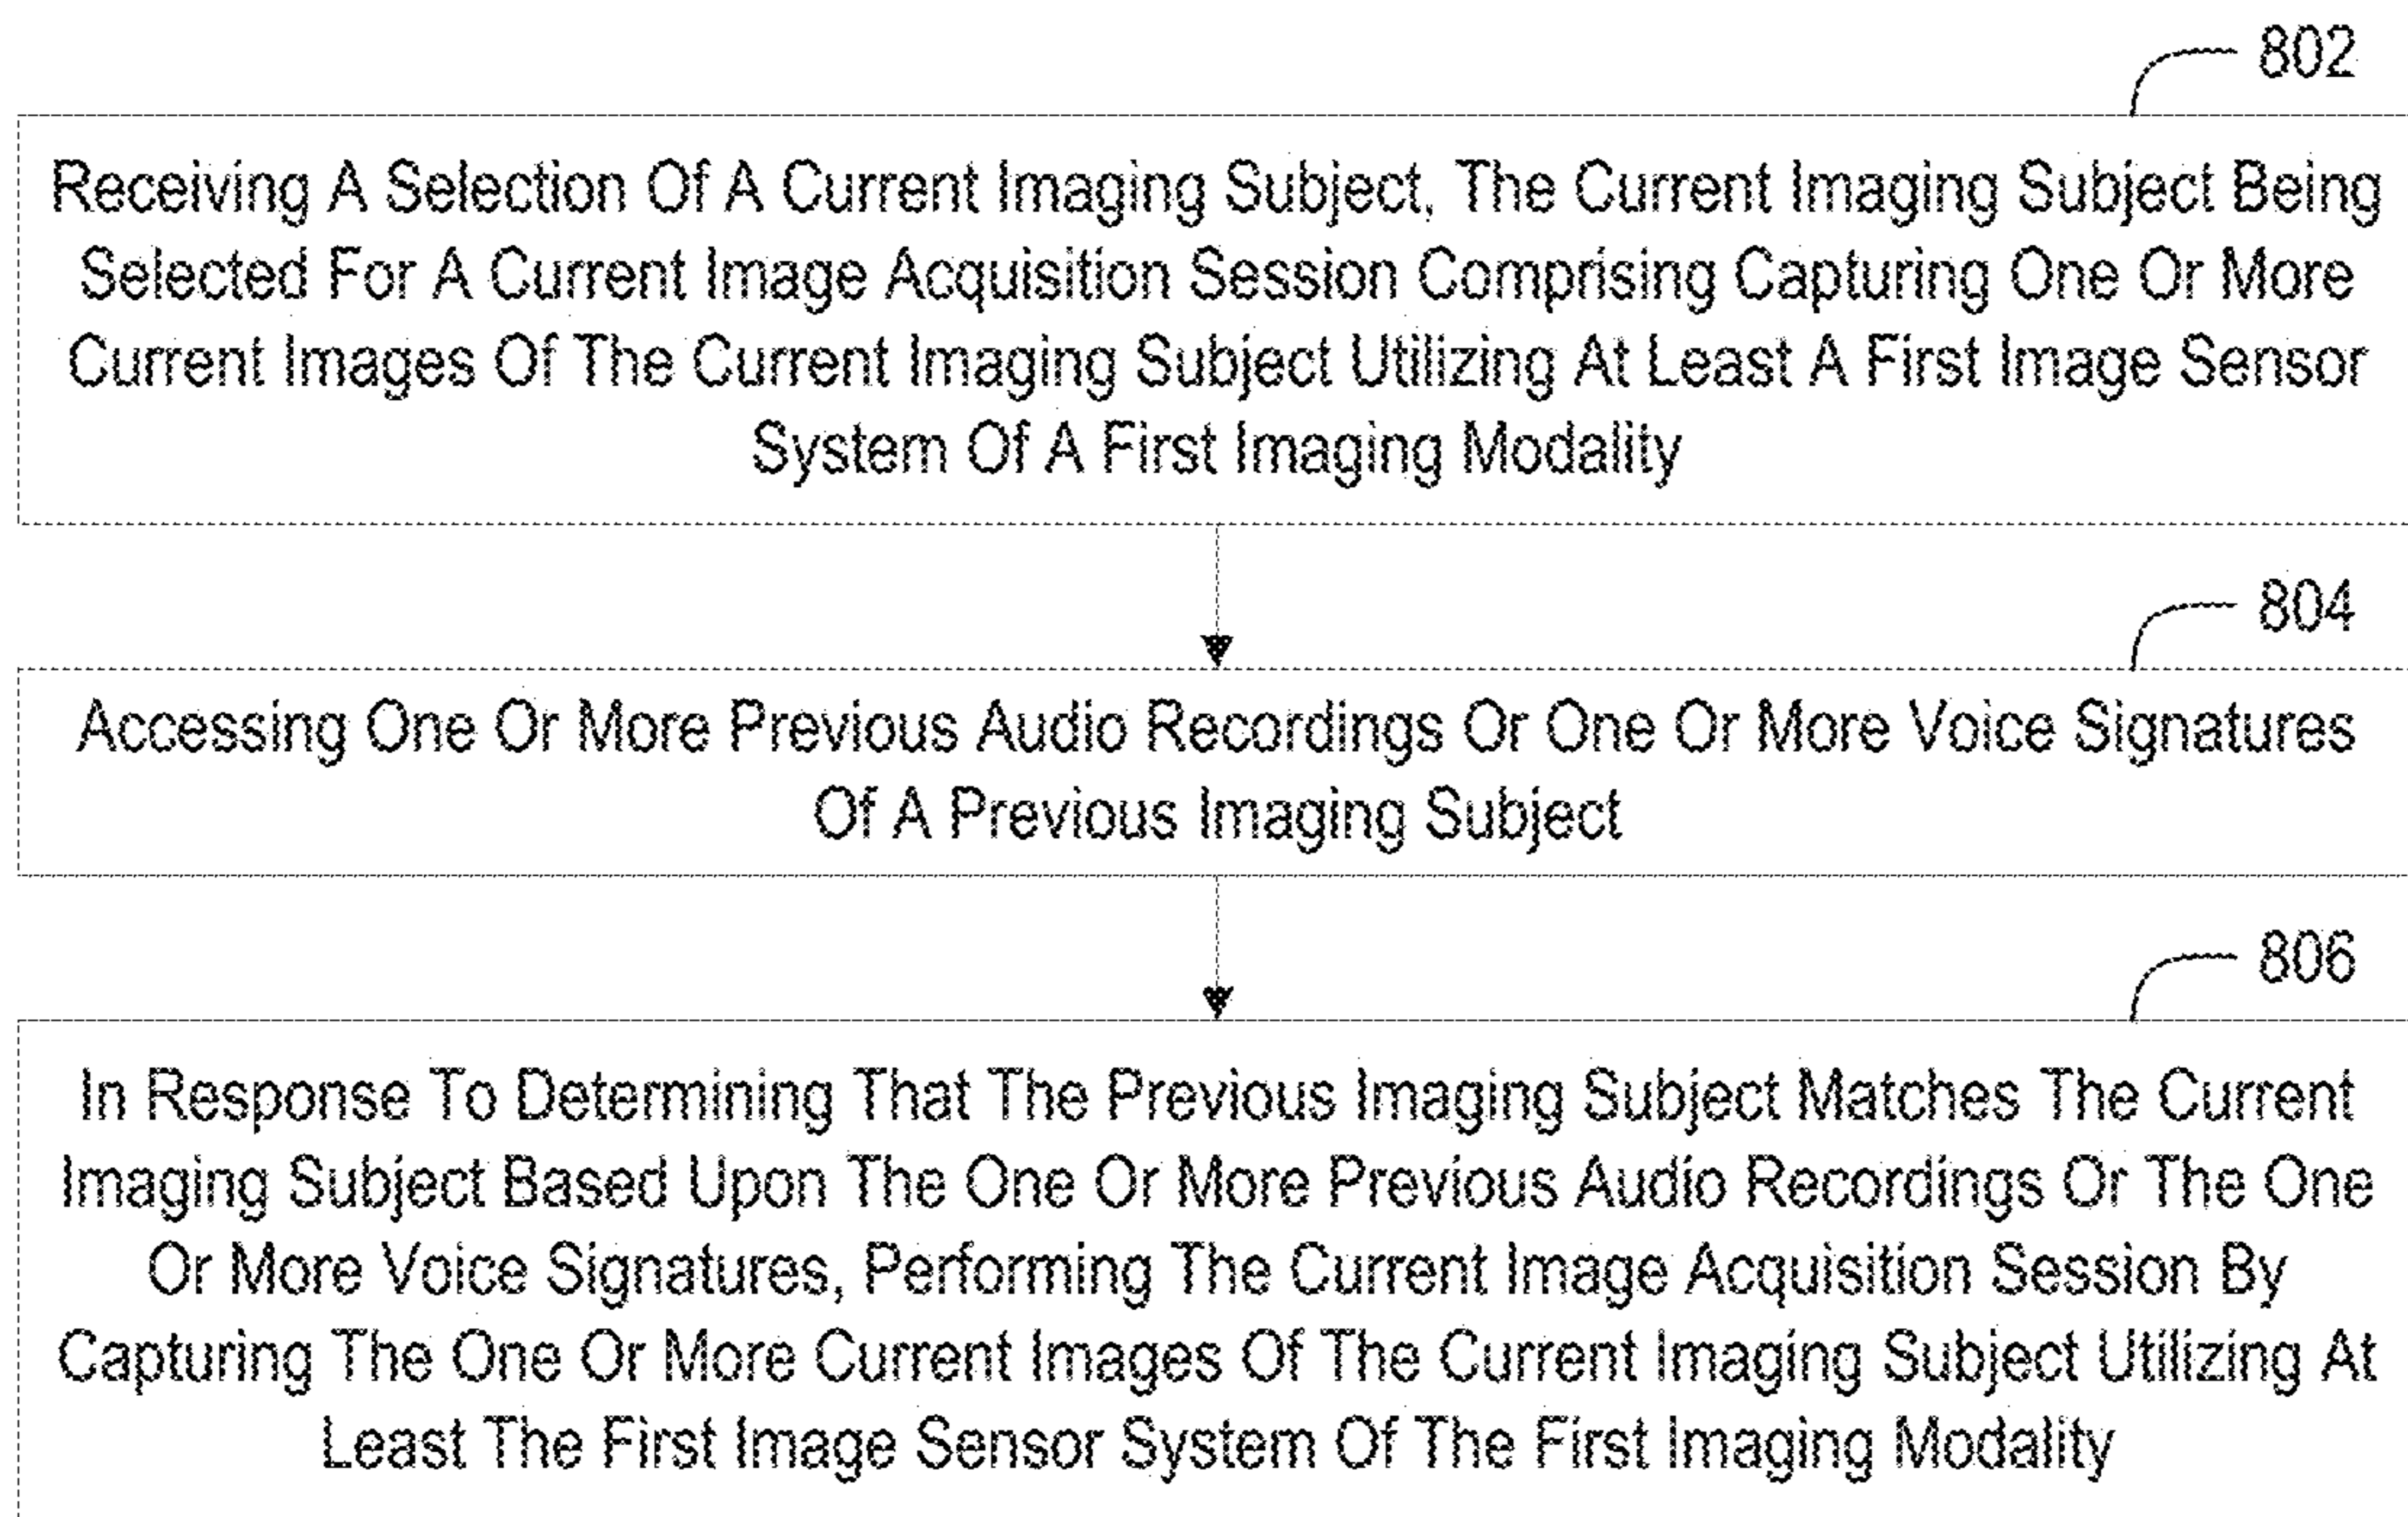 802
Receiving A Selection Of A Current Imaging Subject, The Current Imaging Subject Being
Selected For A Current Image Acquisition Session Comprising Capturing One Or More
Current Images Of The Current Imaging Subject Utilizing At Least A First Image Sensor
System Of A First Imaging Modality
804
Accessing One Or More Previous Audio Recordings Or One Or More Voice Signatures
Of A Previous Imaging Subject
806
In Response To Determining That The Previous Imaging Subject Matches The Current
Imaging Subject Based Upon The One Or More Previous Audio Recordings Or The One
Or More Voice Signatures, Performing The Current Image Acquisition Session By
Capturing The One Or More Current Images Of The Current Imaging Subject Utilizing At
Least The First Image Sensor System Of The First Imaging Modality